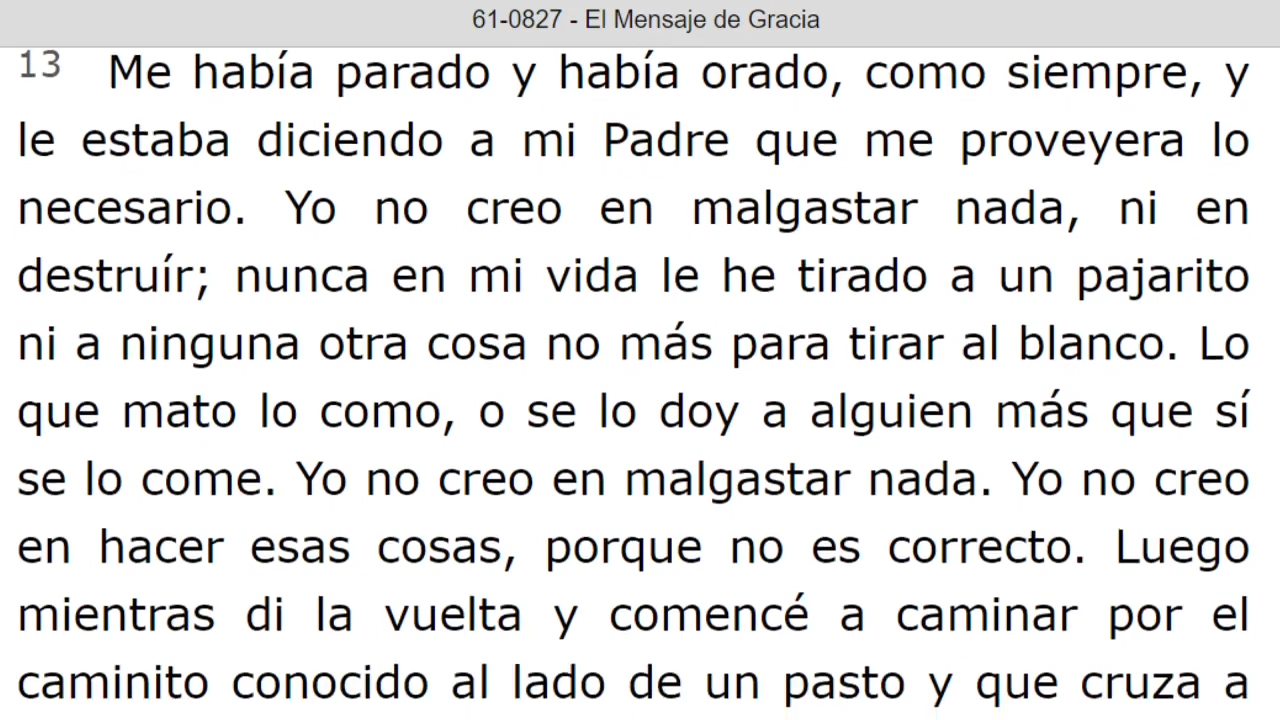 61-0827 - El Mensaje de Gracia
13 Me había parado y había orado, como siempre, y
le estaba diciendo a mi Padre que me proveyera lo
necesario. Yo no creo en malgastar nada, ni en
destruír; nunca en mi vida le he tirado a un pajarito
ni a ninguna otra cosa no más para tirar al blanco. Lo
que mato lo como, o se lo doy a alguien más que sí
se lo come. Yo no creo en malgastar nada. Yo no creo
en hacer esas cosas, porque no es correcto. Luego
mientras di la vuelta y comencé a caminar por el
caminito conocido al lado de un pasto y que cruza a